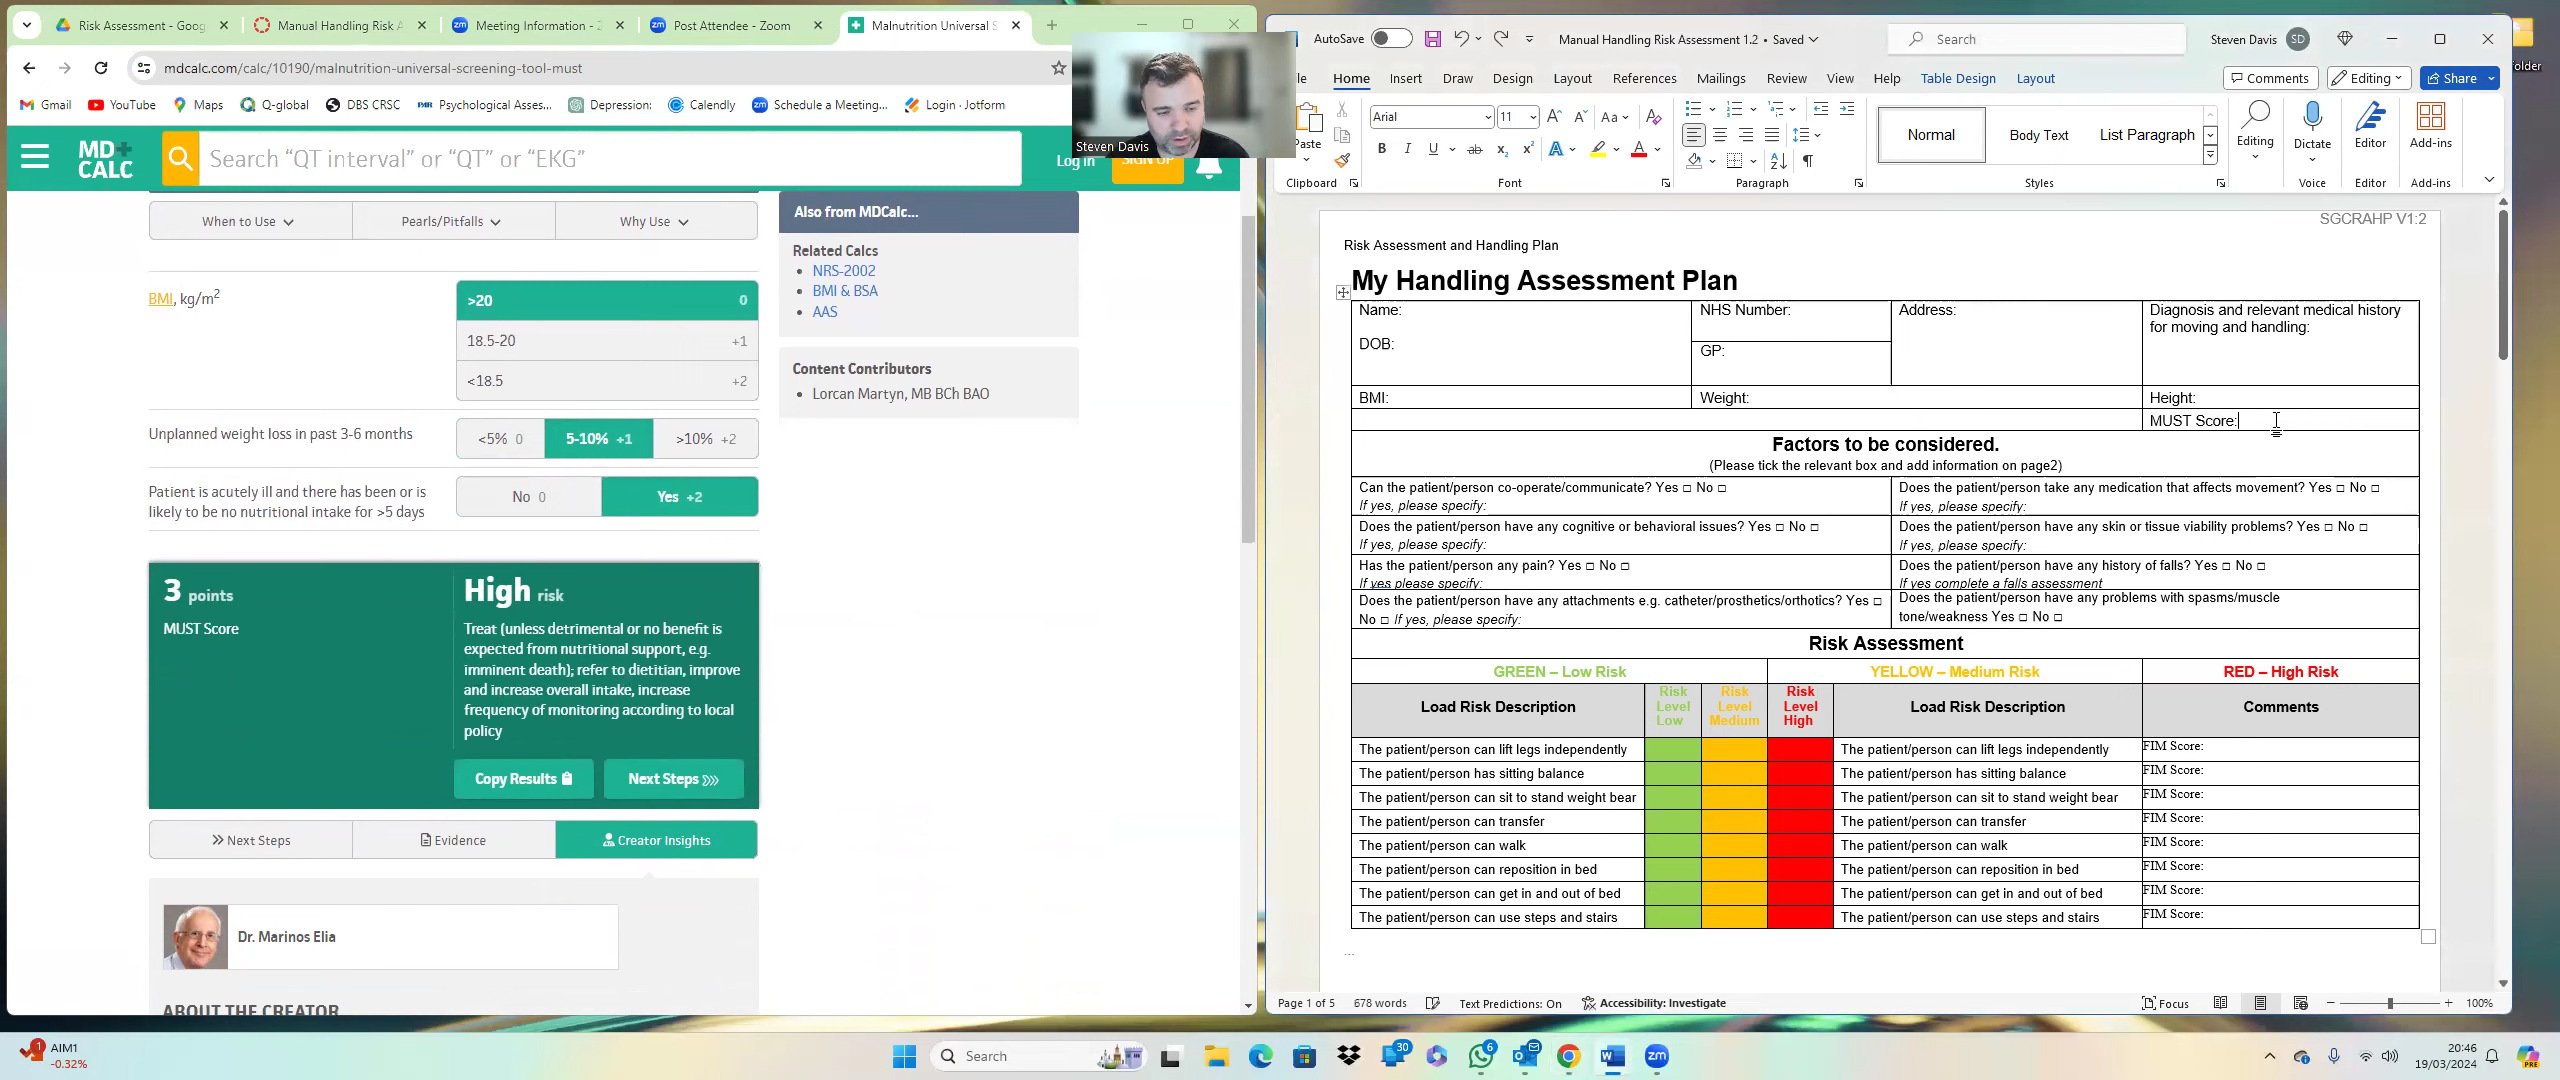 Risk Assessment - Goog
Manual Handling Risk A
Meeting Information - Z
Post Attendee - Zoom
Malnutrition Universal S
mdcalc.com/calc/10190/malnutrition-universal-screening-tool-must
Gmail
YouTube
Maps
Q-global
DBS CRSC
Psychological Asses...
Depression:
Calendly
Schedule a Meeting...
Login · Jotform
MD+ CALC
Search “QT interval” or “QT” or “EKG”
Log in
SIGN UP
Steven Davis
When to Use
Pearls/Pitfalls
Why Use
BMI, kg/m2
>20 0
18.5-20 +1
<18.5 +2
Unplanned weight loss in past 3-6 months
<5% 0
5-10% +1
>10% +2
Patient is acutely ill and there has been or is
likely to be no nutritional intake for >5 days
No 0
Yes +2
3 points
MUST Score
High risk
Treat (unless detrimental or no benefit is
expected from nutritional support, e.g.
imminent death); refer to dietitian, improve
and increase overall intake, increase
frequency of monitoring according to local
policy
Copy Results
Next Steps
Next Steps
Evidence
Creator Insights
Dr. Marinos Elia
ABOUT THE CREATOR
Also from MDCalc...
Related Calcs
NRS-2002
BMI & BSA
AAS
Content Contributors
Lorcan Martyn, MB BCh BAO
AutoSave
Manual Handling Risk Assessment 1.2 • Saved
Search
Steven Davis
SD
Home
Insert
Draw
Design
Layout
References
Mailings
Review
View
Help
Table Design
Layout
Comments
Editing
Share
Paste
Clipboard
Arial
11
Font
Paragraph
Normal
Body Text
List Paragraph
Styles
Editing
Dictate
Voice
Editor
Editor
Add-ins
Add-ins
SGCRAHP V1:2
Risk Assessment and Handling Plan
My Handling Assessment Plan
Name:
DOB:
NHS Number:
GP:
Address:
Diagnosis and relevant medical history
for moving and handling:
BMI:
Weight:
Height:
MUST Score:
Factors to be considered.
(Please tick the relevant box and add information on page2)
Can the patient/person co-operate/communicate? Yes □ No □
If yes, please specify:
Does the patient/person take any medication that affects movement? Yes □ No □
If yes, please specify:
Does the patient/person have any cognitive or behavioral issues? Yes □ No □
If yes, please specify:
Does the patient/person have any skin or tissue viability problems? Yes □ No □
If yes, please specify:
Has the patient/person any pain? Yes □ No □
If yes please specify:
Does the patient/person have any history of falls? Yes □ No □
If yes complete a falls assessment
Does the patient/person have any attachments e.g. catheter/prosthetics/orthotics? Yes □
No □ If yes, please specify:
Does the patient/person have any problems with spasms/muscle
tone/weakness Yes □ No □
Risk Assessment
GREEN – Low Risk
YELLOW – Medium Risk
RED – High Risk
Load Risk Description
Risk Level Low
Risk Level Medium
Risk Level High
Load Risk Description
Comments
The patient/person can lift legs independently
The patient/person can lift legs independently
FIM Score:
The patient/person has sitting balance
The patient/person has sitting balance
FIM Score:
The patient/person can sit to stand weight bear
The patient/person can sit to stand weight bear
FIM Score:
The patient/person can transfer
The patient/person can transfer
FIM Score:
The patient/person can walk
The patient/person can walk
FIM Score:
The patient/person can reposition in bed
The patient/person can reposition in bed
FIM Score:
The patient/person can get in and out of bed
The patient/person can get in and out of bed
FIM Score:
The patient/person can use steps and stairs
The patient/person can use steps and stairs
FIM Score:
Page 1 of 5
678 words
Text Predictions: On
Accessibility: Investigate
Focus
100%
1
AIM1
-0.32%
Search
30
6
20:46
19/03/2024